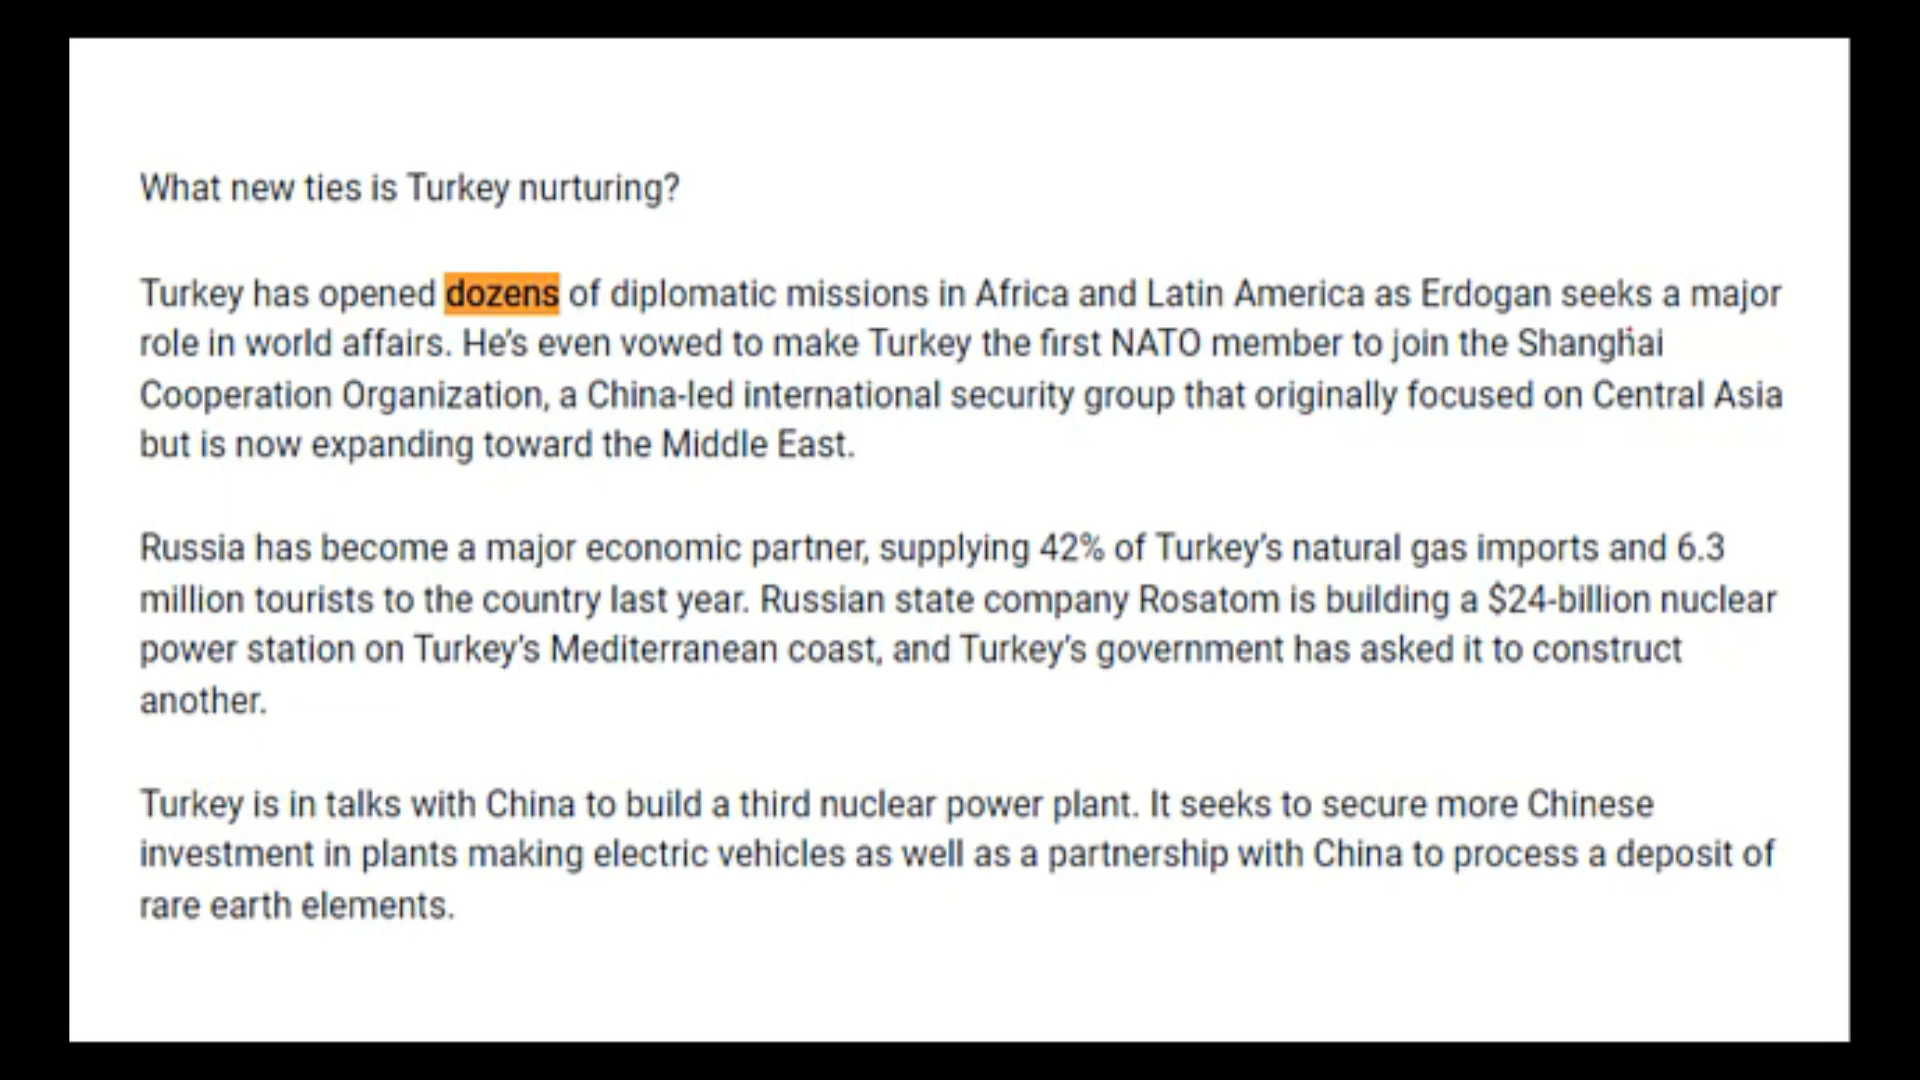 What new ties is Turkey nurturing?
Turkey has opened dozens of diplomatic missions in Africa and Latin America as Erdogan seeks a major
role in world affairs. He’s even vowed to make Turkey the first NATO member to join the Shanghai
Cooperation Organization, a China-led international security group that originally focused on Central Asia
but is now expanding toward the Middle East.
Russia has become a major economic partner, supplying 42% of Turkey’s natural gas imports and 6.3
million tourists to the country last year. Russian state company Rosatom is building a $24-billion nuclear
power station on Turkey’s Mediterranean coast, and Turkey’s government has asked it to construct
another.
Turkey is in talks with China to build a third nuclear power plant. It seeks to secure more Chinese
investment in plants making electric vehicles as well as a partnership with China to process a deposit of
rare earth elements.